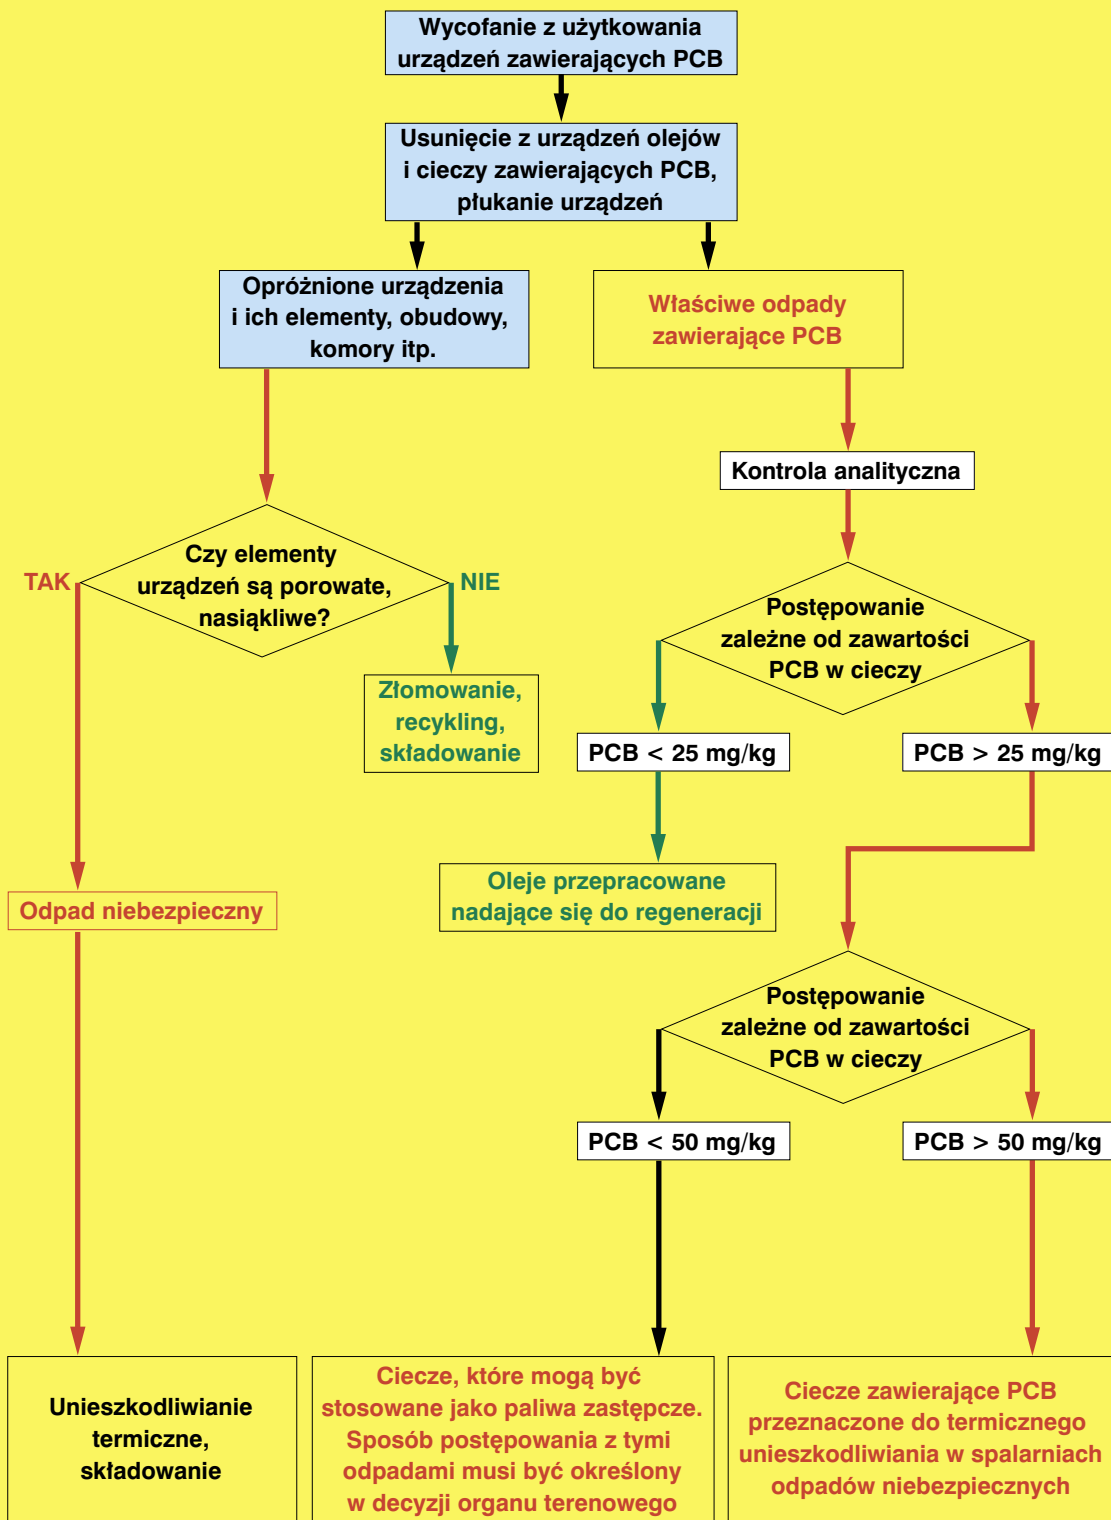 Wycofanie z użytkowania
urządzeń zawierających PCB
Usunięcie z urządzeń olejów
i cieczy zawierających PCB,
płukanie urządzeń
Opróżnione urządzenia
i ich elementy, obudowy,
komory itp.
Właściwe odpady
zawierające PCB
Kontrola analityczna
Czy elementy
urządzeń są porowate,
nasiąkliwe?
TAK
NIE
Złomowanie,
recykling,
składowanie
Postępowanie
zależne od zawartości
PCB w cieczy
PCB < 25 mg/kg
PCB > 25 mg/kg
Oleje przepracowane
nadające się do regeneracji
Odpad niebezpieczny
Postępowanie
zależne od zawartości
PCB w cieczy
PCB < 50 mg/kg
PCB > 50 mg/kg
Unieszkodliwianie
termiczne,
składowanie
Ciecze, które mogą być
stosowane jako paliwa zastępcze.
Sposób postępowania z tymi
odpadami musi być określony
w decyzji organu terenowego
Ciecze zawierające PCB
przeznaczone do termicznego
unieszkodliwiania w spalarniach
odpadów niebezpiecznych